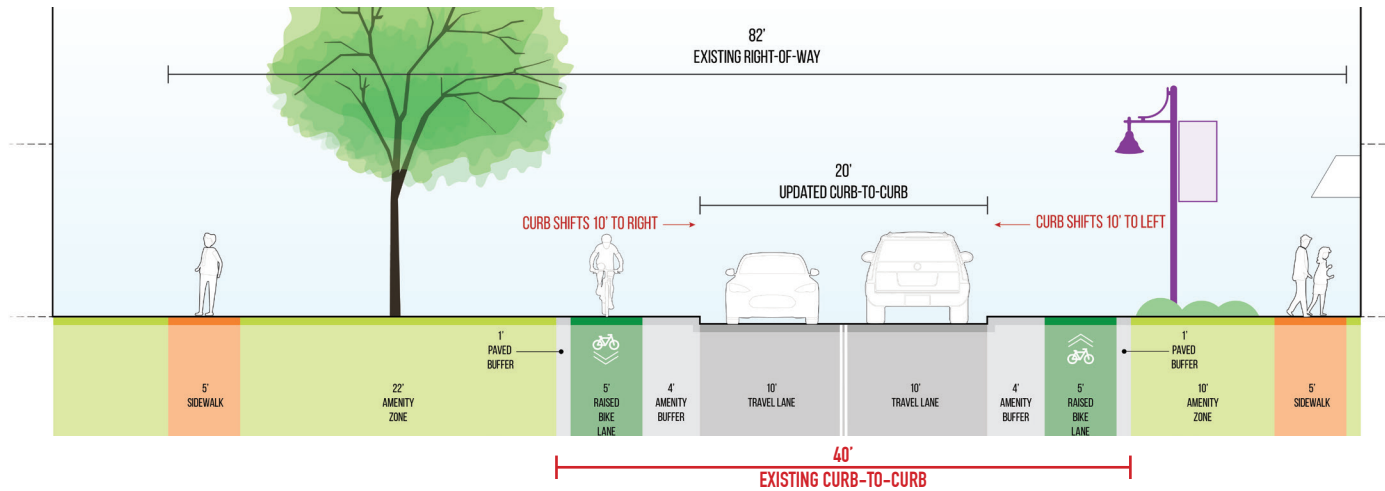 82'
EXISTING RIGHT-OF-WAY
20'
UPDATED CURB-TO-CURB
CURB SHIFTS 10' TO RIGHT
CURB SHIFTS 10' TO LEFT
5'
SIDEWALK
22'
AMENITY
ZONE
1'
PAVED
BUFFER
5'
RAISED
BIKE
LANE
4'
AMENITY
BUFFER
10'
TRAVEL LANE
10'
TRAVEL LANE
4'
AMENITY
BUFFER
5'
RAISED
BIKE
LANE
1'
PAVED
BUFFER
10'
AMENITY
ZONE
5'
SIDEWALK
40'
EXISTING CURB-TO-CURB